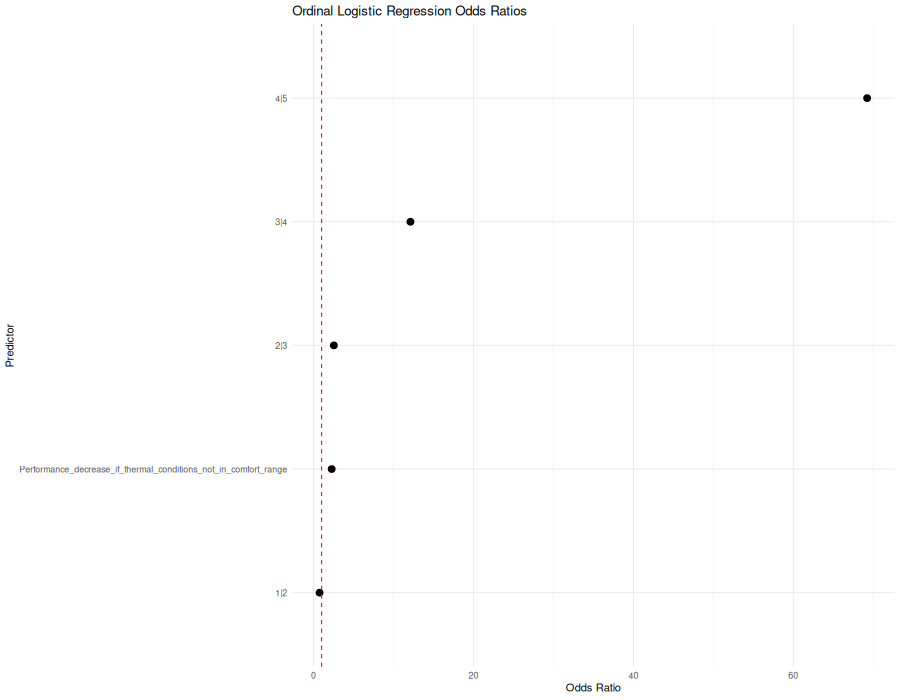 Ordinal Logistic Regression Odds Ratios
4|5
3|4
2|3
Performance_decrease_if_thermal_conditions_not_in_comfort_range
1|2
Predictor
0 20 40 60
Odds Ratio